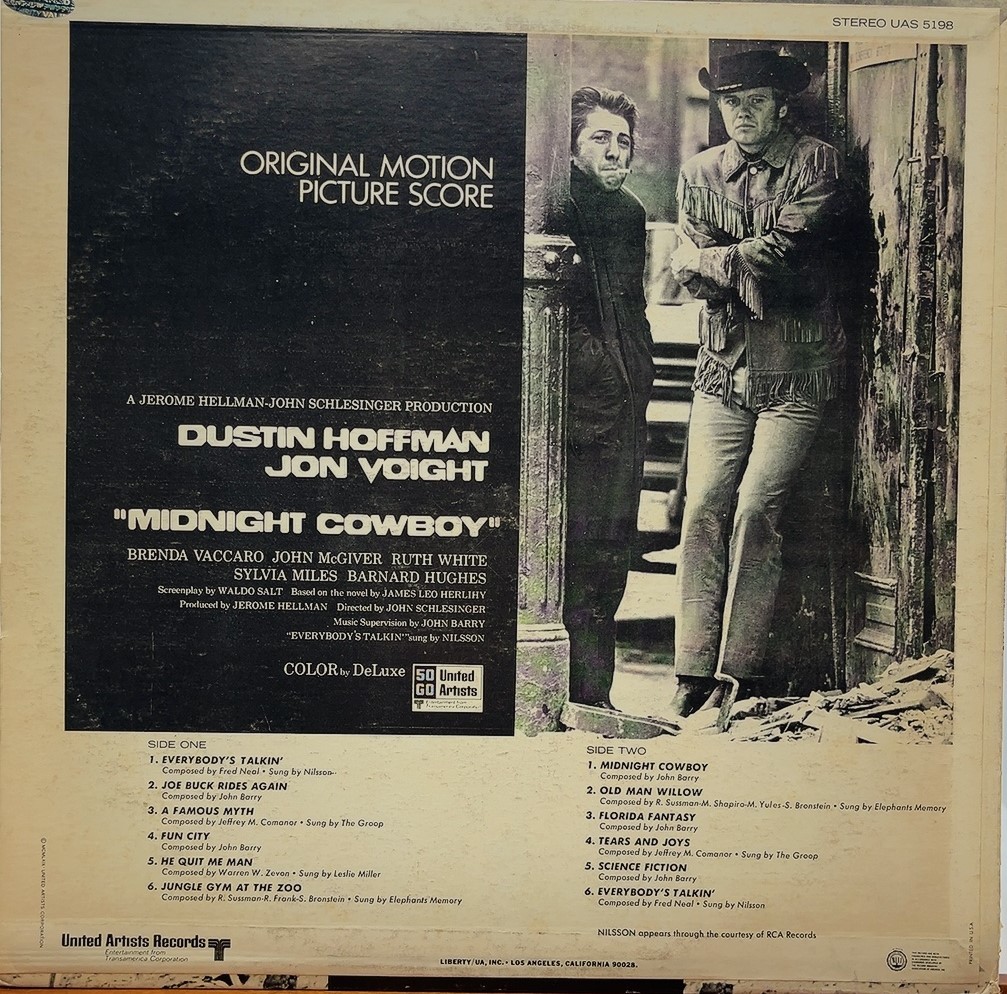 STEREO UAS 5198
ORIGINAL MOTION
PICTURE SCORE
A JEROME HELLMAN-JOHN SCHLESINGER PRODUCTION
DUSTIN HOFFMAN
JON VOIGHT
"MIDNIGHT COWBOY"
BRENDA VACCARO JOHN McGIVER RUTH WHITE
SYLVIA MILES BARNARD HUGHES
Screenplay by WALDO SALT Based on the novel by JAMES LEO HERLIHY
Produced by JEROME HELLMAN Directed by JOHN SCHLESINGER
Music Supervision by JOHN BARRY
"EVERYBODY'S TALKIN'" sung by NILSSON
COLOR by DeLuxe
50 United
GO Artists
Entertainment from
Transamerica Corporation
SIDE ONE
1. EVERYBODY'S TALKIN'
Composed by Fred Neal • Sung by Nilsson
2. JOE BUCK RIDES AGAIN
Composed by John Barry
3. A FAMOUS MYTH
Composed by Jeffrey M. Comanor • Sung by The Groop
4. FUN CITY
Composed by John Barry
5. HE QUIT ME MAN
Composed by Warren W. Zevon • Sung by Leslie Miller
6. JUNGLE GYM AT THE ZOO
Composed by R. Sussman-R. Frank-S. Bronstein • Sung by Elephants Memory
SIDE TWO
1. MIDNIGHT COWBOY
Composed by John Barry
2. OLD MAN WILLOW
Composed by R. Sussman-M. Shapiro-M. Yules-S. Bronstein • Sung by Elephants Memory
3. FLORIDA FANTASY
Composed by John Barry
4. TEARS AND JOYS
Composed by Jeffrey M. Comanor • Sung by The Groop
5. SCIENCE FICTION
Composed by John Barry
6. EVERYBODY'S TALKIN'
Composed by Fred Neal • Sung by Nilsson
NILSSON appears through the courtesy of RCA Records
United Artists Records
Entertainment from
Transamerica Corporation
LIBERTY/UA, INC. • LOS ANGELES, CALIFORNIA 90028.
PRINTED IN U.S.A.